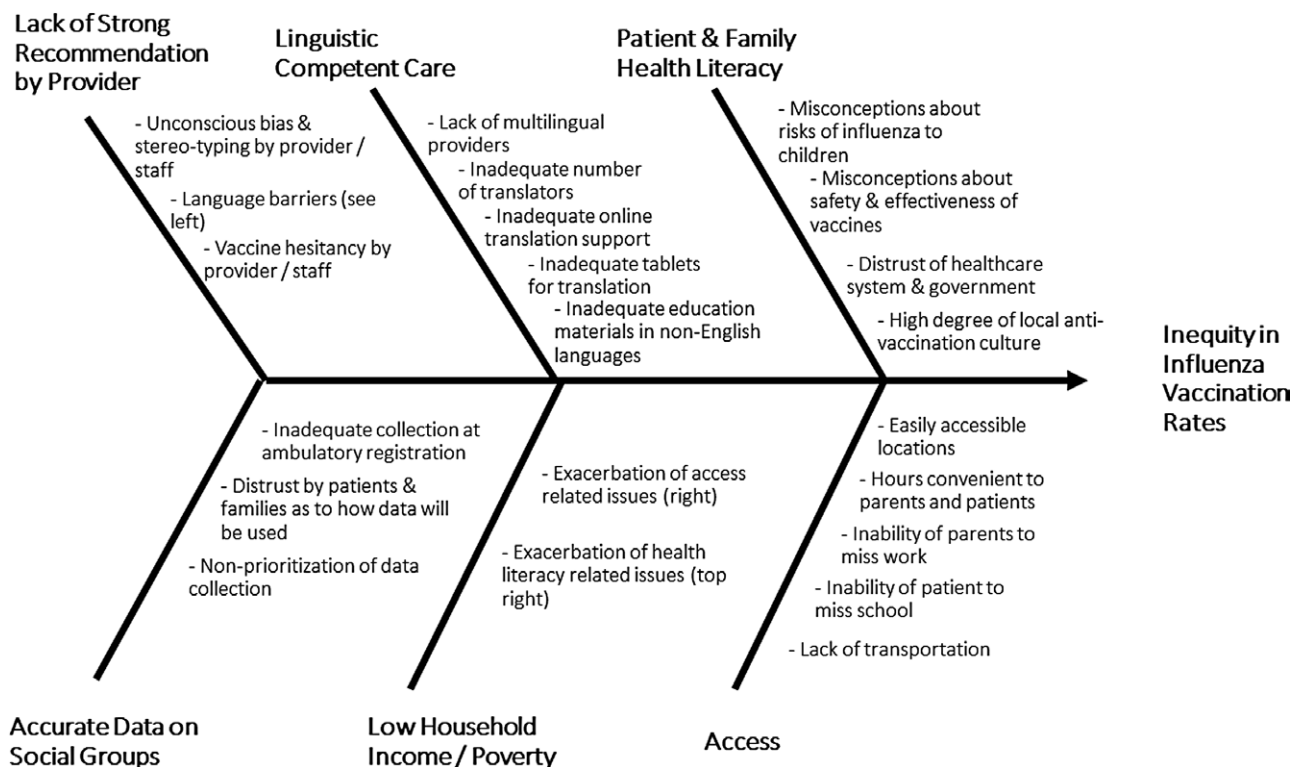 Lack of Strong
Recommendation
by Provider
- Unconscious bias &
stereo-typing by provider /
staff
- Language barriers (see
left)
- Vaccine hesitancy by
provider / staff
Linguistic
Competent Care
- Lack of multilingual
providers
- Inadequate number
of translators
- Inadequate online
translation support
- Inadequate tablets
for translation
- Inadequate education
materials in non-English
languages
Patient & Family
Health Literacy
- Misconceptions about
risks of influenza to
children
- Misconceptions about
safety & effectiveness of
vaccines
- Distrust of healthcare
system & government
- High degree of local anti-
vaccination culture
Inequity in
Influenza
Vaccination
Rates
- Inadequate collection at
ambulatory registration
- Distrust by patients &
families as to how data will
be used
- Non-prioritization of data
collection
Accurate Data on
Social Groups
- Exacerbation of access
related issues (right)
- Exacerbation of health
literacy related issues (top
right)
Low Household
Income / Poverty
- Easily accessible
locations
- Hours convenient to
parents and patients
- Inability of parents to
miss work
- Inability of patient to
miss school
- Lack of transportation
Access